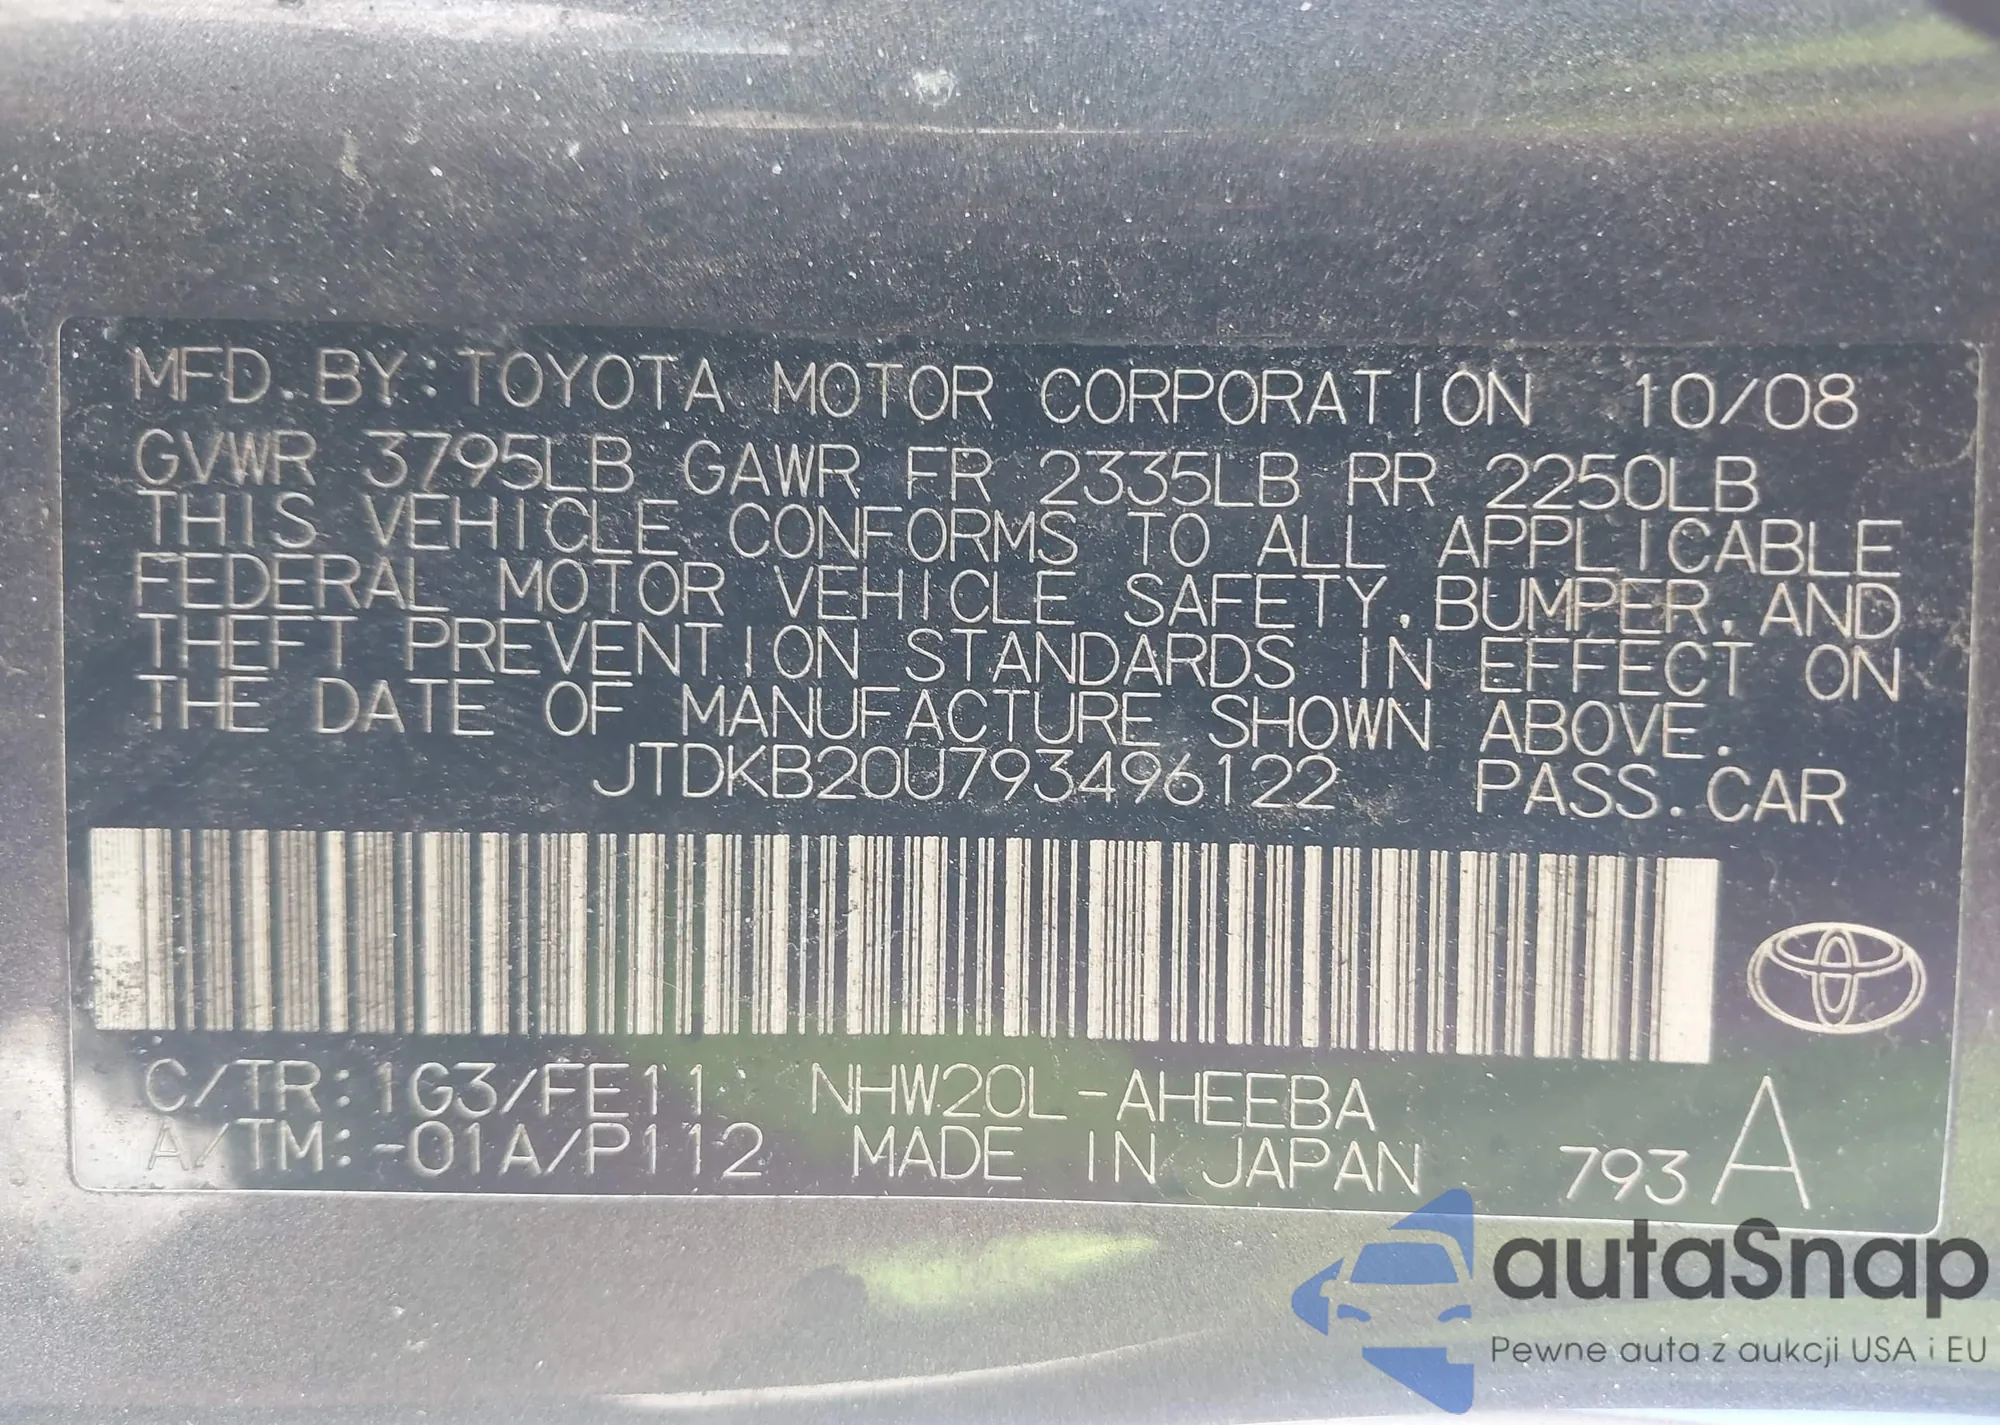 MFD. BY: TOYOTA MOTOR CORPORATION 10/08
GVWR 3795LB GAWR FR 2335LB RR 2250LB
THIS VEHICLE CONFORMS TO ALL APPLICABLE
FEDERAL MOTOR VEHICLE SAFETY, BUMPER, AND
THEFT PREVENTION STANDARDS IN EFFECT ON
THE DATE OF MANUFACTURE SHOWN ABOVE.
JTDKB20U793496122 PASS. CAR
C/TR: 1G3/FE11 NHW20L-AHEEBA
A/TM: -01A/P112 MADE IN JAPAN 793 A
autaSnap
Pewne auta z aukcji USA i EU